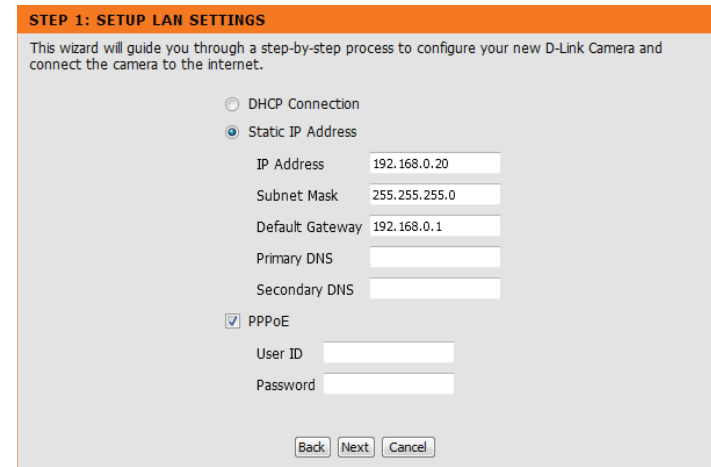 STEP 1: SETUP LAN SETTINGS
This wizard will guide you through a step-by-step process to configure your new D-Link Camera and
connect the camera to the internet.
DHCP Connection
Static IP Address
IP Address 192.168.0.20
Subnet Mask 255.255.255.0
Default Gateway 192.168.0.1
Primary DNS
Secondary DNS
PPPoE
User ID
Password
Back Next Cancel